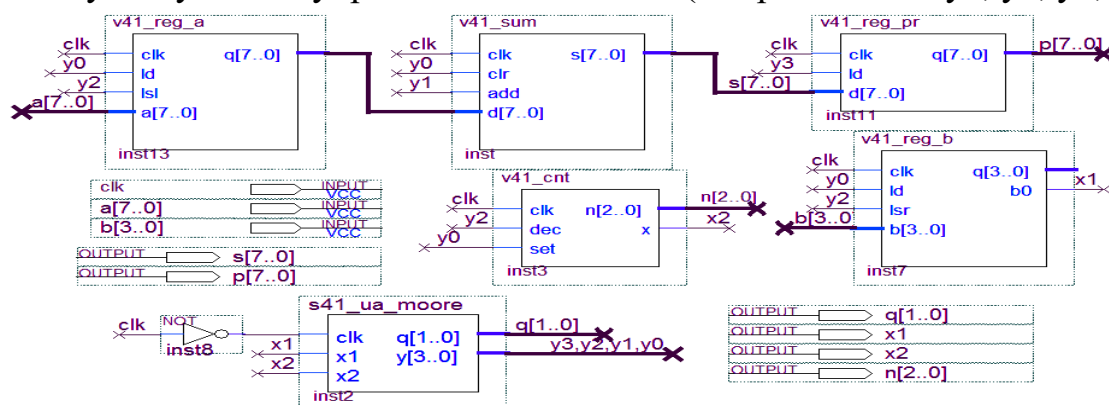 v41_reg_a
clk
y0
y2
a[7..0]
clk
ld
lsl
a[7..0]
q[7..0]
inst13
v41_sum
clk
y0
y1
clk
clr
add
d[7..0]
s[7..0]
inst
v41_reg_pr
clk
y3
s[7..0]
clk
ld
d[7..0]
q[7..0]
p[7..0]
inst11
clk INPUT VCC
a[7..0] INPUT VCC
b[3..0] INPUT VCC
OUTPUT s[7..0]
OUTPUT p[7..0]
v41_cnt
clk
y2
y0
clk
dec
set
n[2..0]
x
n[2..0]
x2
inst3
v41_reg_b
clk
y0
y2
b[3..0]
clk
ld
lsr
b[3..0]
q[3..0]
b0
x1
inst7
clk
NOT
inst8
s41_ua_moore
x1
x2
clk
x1
x2
q[1..0]
y[3..0]
q[1..0]
y3,y2,y1,y0
inst2
OUTPUT q[1..0]
OUTPUT x1
OUTPUT x2
OUTPUT n[2..0]